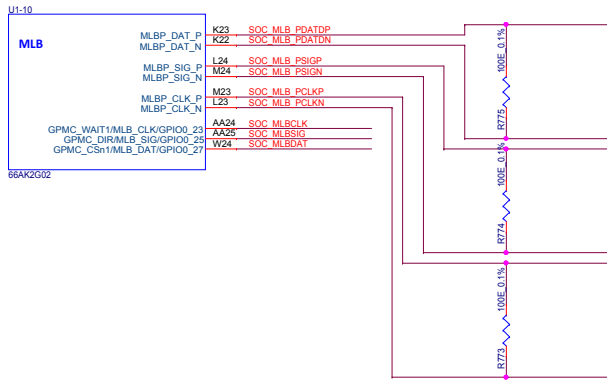 U1-10
MLB
MLBP_DAT_P K23 SOC_MLB_PDATDP
MLBP_DAT_N K22 SOC_MLB_PDATDN
MLBP_SIG_P L24 SOC_MLB_PSIGP
MLBP_SIG_N M24 SOC_MLB_PSIGN
MLBP_CLK_P M23 SOC_MLB_PCLKP
MLBP_CLK_N L23 SOC_MLB_PCLKN
GPMC_WAIT1/MLB_CLK/GPIO0_23 AA24 SOC_MLBCLK
GPMC_DIR/MLB_SIG/GPIO0_25 AA25 SOC_MLBSIG
GPMC_CSn1/MLB_DAT/GPIO0_27 W24 SOC_MLBDAT
66AK2G02
100E_0.1%
R775
100E_0.1%
R774
100E_0.1%
R773